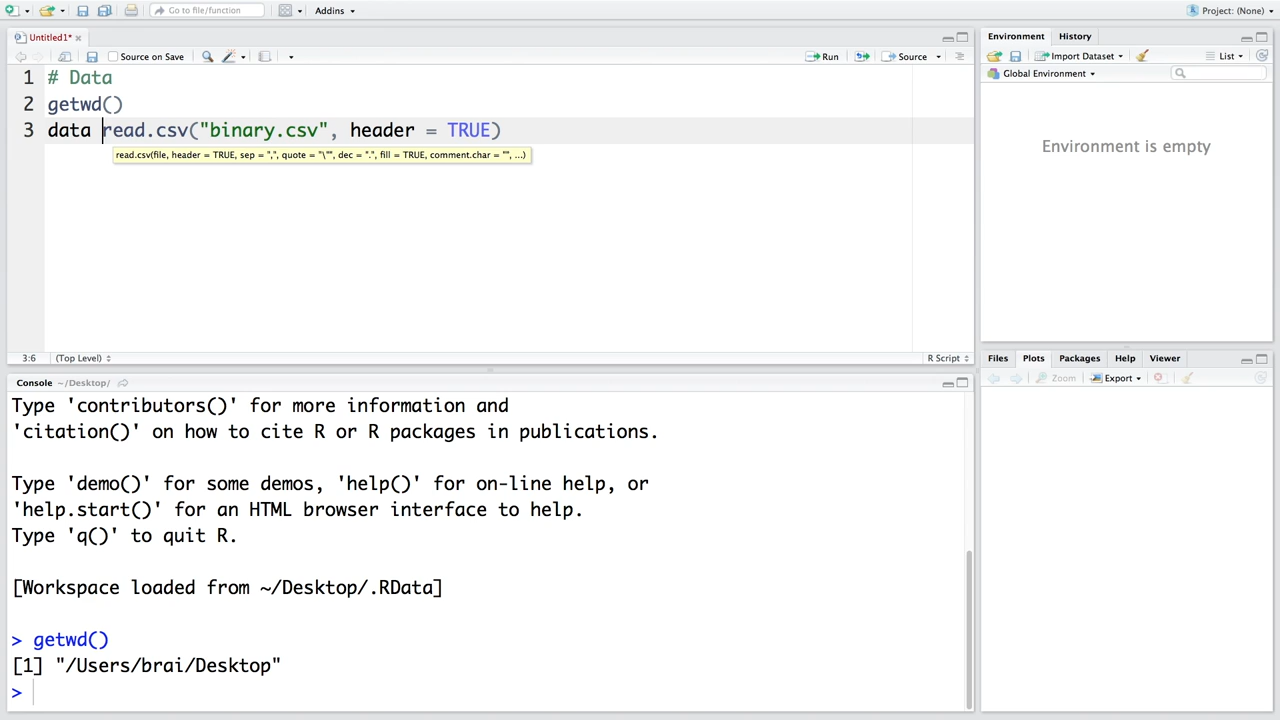 Go to file/function
Addins
Project: (None)
Untitled1*
Source on Save
Run
Source
1 # Data
2 getwd()
3 data read.csv("binary.csv", header = TRUE)
read.csv(file, header = TRUE, sep = ",", quote = "\"", dec = ".", fill = TRUE, comment.char = "", ...)
3:6 (Top Level)
R Script
Console ~/Desktop/
Type 'contributors()' for more information and
'citation()' on how to cite R or R packages in publications.
Type 'demo()' for some demos, 'help()' for on-line help, or
'help.start()' for an HTML browser interface to help.
Type 'q()' to quit R.
[Workspace loaded from ~/Desktop/.RData]
> getwd()
[1] "/Users/brai/Desktop"
>
Environment History
Import Dataset
List
Global Environment
Environment is empty
Files Plots Packages Help Viewer
Zoom
Export